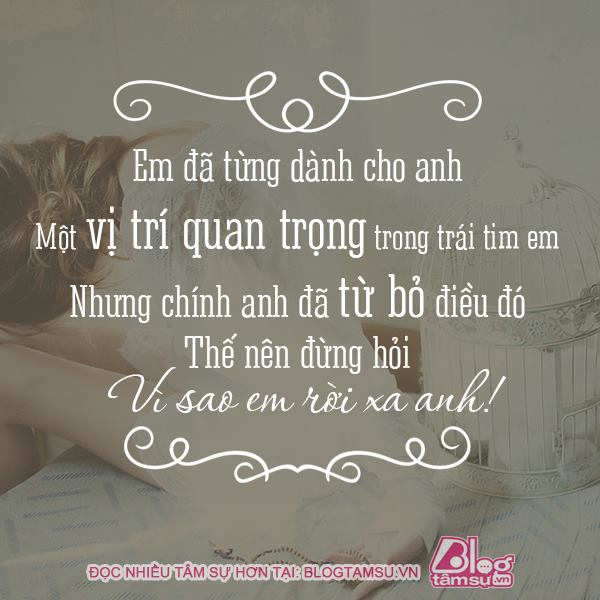 Em đã từng dành cho anh
Một vị trí quan trọng trong trái tim em
Nhưng chính anh đã từ bỏ điều đó
Thế nên đừng hỏi
Vì sao em rời xa anh!
ĐỌC NHIỀU TÂM SỰ HƠN TẠI: BLOGTAMSU.VN
Blog
tâmsự.vn